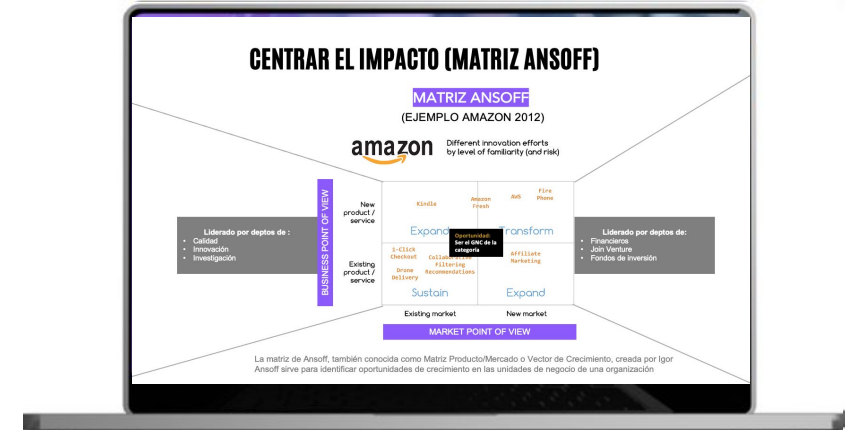 CENTRAR EL IMPACTO (MATRIZ ANSOFF)
MATRIZ ANSOFF
(EJEMPLO AMAZON 2012)
amazon
Different innovation efforts
by level of familiarity (and risk)
BUSINESS POINT OF VIEW
New
product /
service
Kindle
Amazon
Fresh
AWS
Fire
Phone
Expand
Transform
Oportunidad:
Ser el GNC de la
categoría
Liderado por deptos de :
• Calidad
• Innovación
• Investigación
Liderado por deptos de:
• Financieros
• Join Venture
• Fondos de inversión
Existing
product /
service
1-Click
Checkout
Collaborative
Filtering
Recommendations
Drone
Delivery
Affiliate
Marketing
Sustain
Expand
Existing market
New market
MARKET POINT OF VIEW
La matriz de Ansoff, también conocida como Matriz Producto/Mercado o Vector de Crecimiento, creada por Igor
Ansoff sirve para identificar oportunidades de crecimiento en las unidades de negocio de una organización